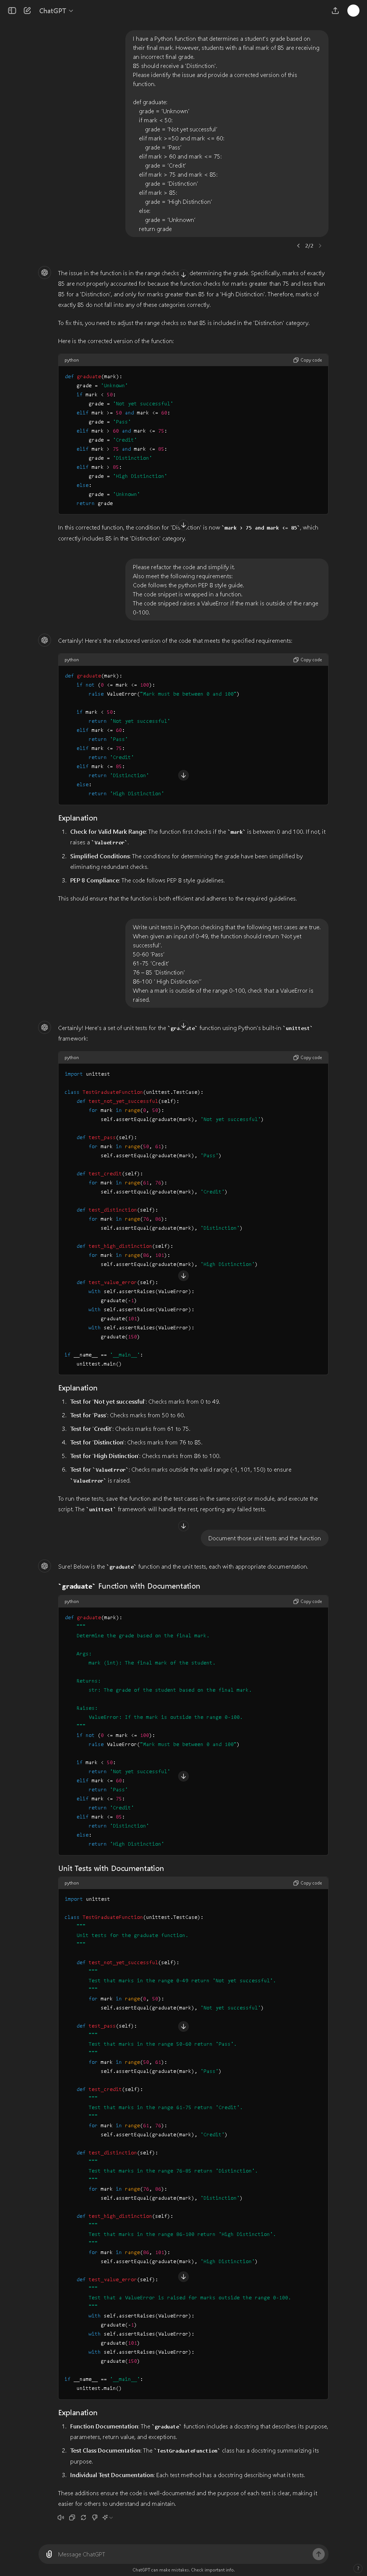 ChatGPT
I have a Python function that determines a student's grade based on
their final mark. However, students with a final mark of 85 are receiving
an incorrect final grade.
85 should receive a 'Distinction'.
Please identify the issue and provide a corrected version of this
function.
def graduate:
grade = 'Unknown'
if mark < 50:
grade = 'Not yet successful'
elif mark >=50 and mark <= 60:
grade = 'Pass'
elif mark > 60 and mark <= 75:
grade = 'Credit'
elif mark > 75 and mark < 85:
grade = 'Distinction'
elif mark > 85:
grade = 'High Distinction'
else:
grade = 'Unknown'
return grade
2/2
The issue in the function is in the range checks determining the grade. Specifically, marks of exactly
85 are not properly accounted for because the function checks for marks greater than 75 and less than
85 for a 'Distinction', and only for marks greater than 85 for a 'High Distinction'. Therefore, marks of
exactly 85 do not fall into any of these categories correctly.
To fix this, you need to adjust the range checks so that 85 is included in the 'Distinction' category.
Here is the corrected version of the function:
python
Copy code
def graduate(mark):
grade = 'Unknown'
if mark < 50:
grade = 'Not yet successful'
elif mark >= 50 and mark <= 60:
grade = 'Pass'
elif mark > 60 and mark <= 75:
grade = 'Credit'
elif mark > 75 and mark <= 85:
grade = 'Distinction'
elif mark > 85:
grade = 'High Distinction'
else:
grade = 'Unknown'
return grade
In this corrected function, the condition for 'Dis ction' is now `mark > 75 and mark <= 85`, which
correctly includes 85 in the 'Distinction' category.
Please refactor the code and simplify it.
Also meet the following requirements:
Code follows the python PEP 8 style guide.
The code snippet is wrapped in a function.
The code snipped raises a ValueError if the mark is outside of the range
0-100.
Certainly! Here's the refactored version of the code that meets the specified requirements:
python
Copy code
def graduate(mark):
if not (0 <= mark <= 100):
raise ValueError("Mark must be between 0 and 100")
if mark < 50:
return 'Not yet successful'
elif mark <= 60:
return 'Pass'
elif mark <= 75:
return 'Credit'
elif mark <= 85:
return 'Distinction'
else:
return 'High Distinction'
Explanation
1. Check for Valid Mark Range: The function first checks if the `mark` is between 0 and 100. If not, it
raises a `ValueError`.
2. Simplified Conditions: The conditions for determining the grade have been simplified by
eliminating redundant checks.
3. PEP 8 Compliance: The code follows PEP 8 style guidelines.
This should ensure that the function is both efficient and adheres to the required guidelines.
Write unit tests in Python checking that the following test cases are true.
When given an input of 0-49, the function should return 'Not yet
successful'.
50-60 'Pass'
61-75 'Credit'
76 – 85 'Distinction'
86-100 ' High Distinction''
When a mark is outside of the range 0-100, check that a ValueError is
raised.
Certainly! Here's a set of unit tests for the `gra ate` function using Python's built-in `unittest`
framework:
python
Copy code
import unittest
class TestGraduateFunction(unittest.TestCase):
def test_not_yet_successful(self):
for mark in range(0, 50):
self.assertEqual(graduate(mark), 'Not yet successful')
def test_pass(self):
for mark in range(50, 61):
self.assertEqual(graduate(mark), 'Pass')
def test_credit(self):
for mark in range(61, 76):
self.assertEqual(graduate(mark), 'Credit')
def test_distinction(self):
for mark in range(76, 86):
self.assertEqual(graduate(mark), 'Distinction')
def test_high_distinction(self):
for mark in range(86, 101):
self.assertEqual(graduate(mark), 'High Distinction')
def test_value_error(self):
with self.assertRaises(ValueError):
graduate(-1)
with self.assertRaises(ValueError):
graduate(101)
with self.assertRaises(ValueError):
graduate(150)
if __name__ == '__main__':
unittest.main()
Explanation
1. Test for 'Not yet successful': Checks marks from 0 to 49.
2. Test for 'Pass': Checks marks from 50 to 60.
3. Test for 'Credit': Checks marks from 61 to 75.
4. Test for 'Distinction': Checks marks from 76 to 85.
5. Test for 'High Distinction': Checks marks from 86 to 100.
6. Test for `ValueError`: Checks marks outside the valid range (-1, 101, 150) to ensure
`ValueError` is raised.
To run these tests, save the function and the test cases in the same script or module, and execute the
script. The `unittest` framework will handle the rest, reporting any failed tests.
Document those unit tests and the function
Sure! Below is the `graduate` function and the unit tests, each with appropriate documentation.
`graduate` Function with Documentation
python
Copy code
def graduate(mark):
"""
Determine the grade based on the final mark.
Args:
mark (int): The final mark of the student.
Returns:
str: The grade of the student based on the final mark.
Raises:
ValueError: If the mark is outside the range 0-100.
"""
if not (0 <= mark <= 100):
raise ValueError("Mark must be between 0 and 100")
if mark < 50:
return 'Not yet successful'
elif mark <= 60:
return 'Pass'
elif mark <= 75:
return 'Credit'
elif mark <= 85:
return 'Distinction'
else:
return 'High Distinction'
Unit Tests with Documentation
python
Copy code
import unittest
class TestGraduateFunction(unittest.TestCase):
"""
Unit tests for the graduate function.
"""
def test_not_yet_successful(self):
"""
Test that marks in the range 0-49 return 'Not yet successful'.
"""
for mark in range(0, 50):
self.assertEqual(graduate(mark), 'Not yet successful')
def test_pass(self):
"""
Test that marks in the range 50-60 return 'Pass'.
"""
for mark in range(50, 61):
self.assertEqual(graduate(mark), 'Pass')
def test_credit(self):
"""
Test that marks in the range 61-75 return 'Credit'.
"""
for mark in range(61, 76):
self.assertEqual(graduate(mark), 'Credit')
def test_distinction(self):
"""
Test that marks in the range 76-85 return 'Distinction'.
"""
for mark in range(76, 86):
self.assertEqual(graduate(mark), 'Distinction')
def test_high_distinction(self):
"""
Test that marks in the range 86-100 return 'High Distinction'.
"""
for mark in range(86, 101):
self.assertEqual(graduate(mark), 'High Distinction')
def test_value_error(self):
"""
Test that a ValueError is raised for marks outside the range 0-100.
"""
with self.assertRaises(ValueError):
graduate(-1)
with self.assertRaises(ValueError):
graduate(101)
with self.assertRaises(ValueError):
graduate(150)
if __name__ == '__main__':
unittest.main()
Explanation
1. Function Documentation: The `graduate` function includes a docstring that describes its purpose,
parameters, return value, and exceptions.
2. Test Class Documentation: The `TestGraduateFunction` class has a docstring summarizing its
purpose.
3. Individual Test Documentation: Each test method has a docstring describing what it tests.
These additions ensure the code is well-documented and the purpose of each test is clear, making it
easier for others to understand and maintain.
Message ChatGPT
ChatGPT can make mistakes. Check important info.
?